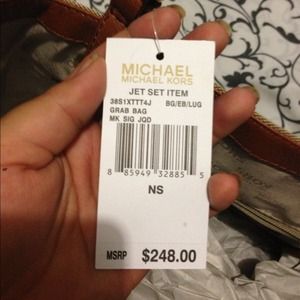 MICHAEL
MICHAEL KORS
JET SET ITEM
38S1XTTT4J BG/EB/LUG
GRAB BAG
MK SIG JQD
8 85949 32885 5
NS
MSRP $248.00